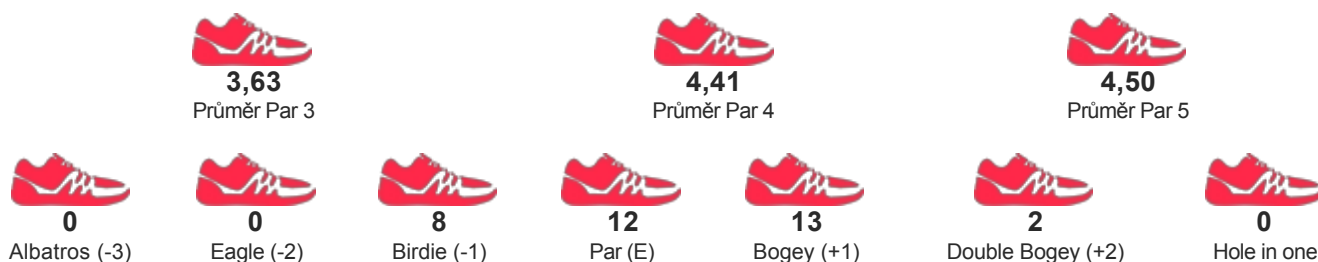 3,63 4,41 4,50
Průměr Par 3 Průměr Par 4 Průměr Par 5
0 0 8 12 13 2 0
Albatros (-3) Eagle (-2) Birdie (-1) Par (E) Bogey (+1) Double Bogey (+2) Hole in one